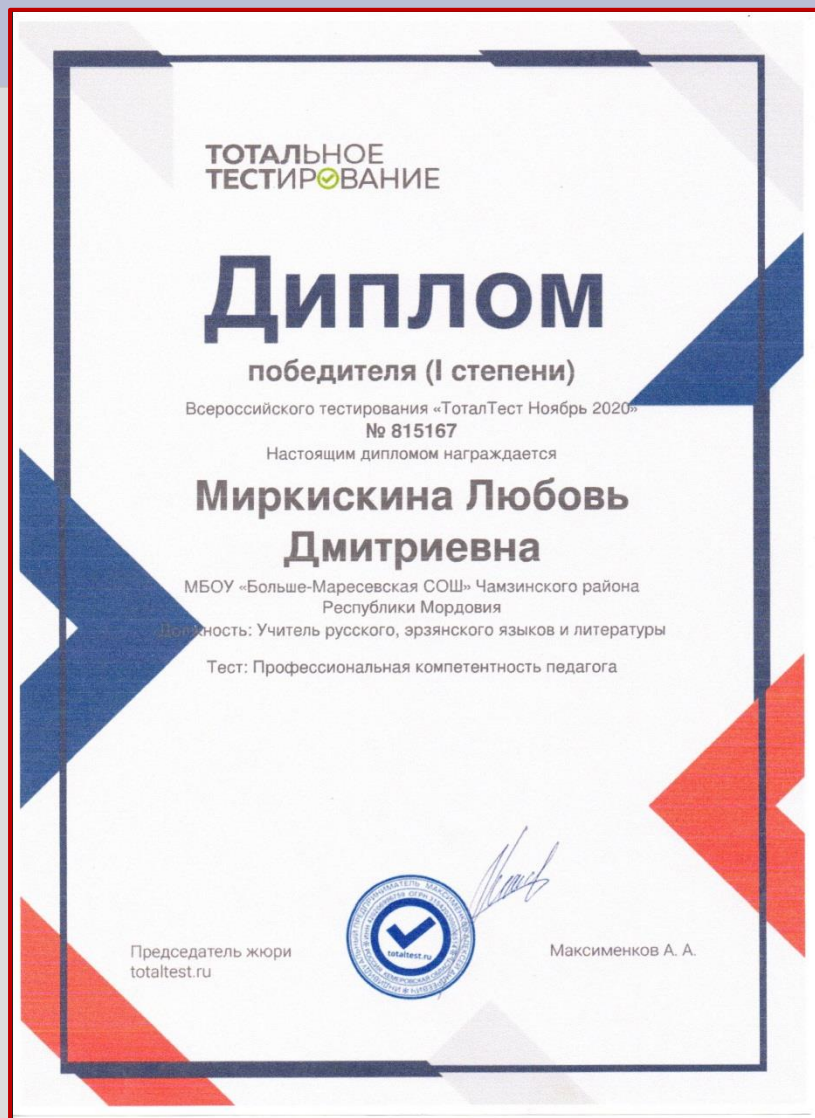 ТОТАЛЬНОЕ
ТЕСТИРОВАНИЕ
Диплом
победителя (I степени)
Всероссийского тестирования «ТоталТест Ноябрь 2020»
№ 815167
Настоящим дипломом награждается
Миркискина Любовь
Дмитриевна
МБОУ «Больше-Маресевская СОШ» Чамзинского района
Республики Мордовия
Должность: Учитель русского, эрзянского языков и литературы
Тест: Профессиональная компетентность педагога
totaltest.ru
Председатель жюри
totaltest.ru
Максименков А. А.